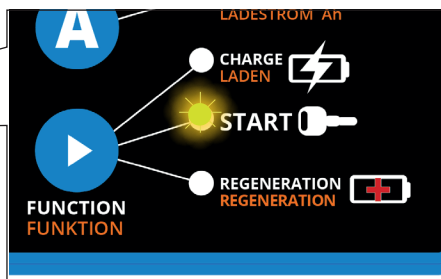 A
LADESTROM Ah
CHARGE
LADEN
START
REGENERATION
REGENERATION
FUNCTION
FUNKTION